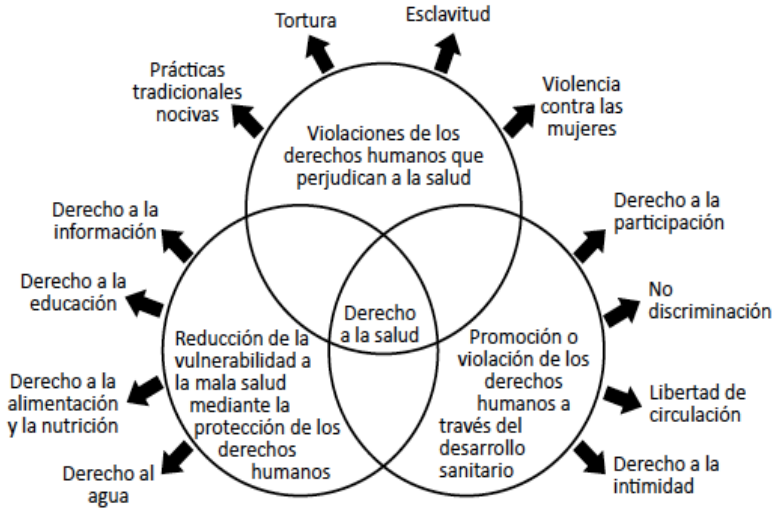 Tortura
Esclavitud
Prácticas
tradicionales
nocivas
Violencia
contra las
mujeres
Violaciones de los
derechos humanos que
perjudican a la salud
Derecho a la
información
Derecho a la
educación
Derecho a la
alimentación
y la nutrición
Derecho al
agua
Reducción de la
vulnerabilidad a
la mala salud
mediante la
protección de los
derechos
humanos
Derecho
a la salud
Promoción o
violación de los
derechos
humanos a
través del
desarrollo
sanitario
Derecho a la
participación
No
discriminación
Libertad de
circulación
Derecho a la
intimidad